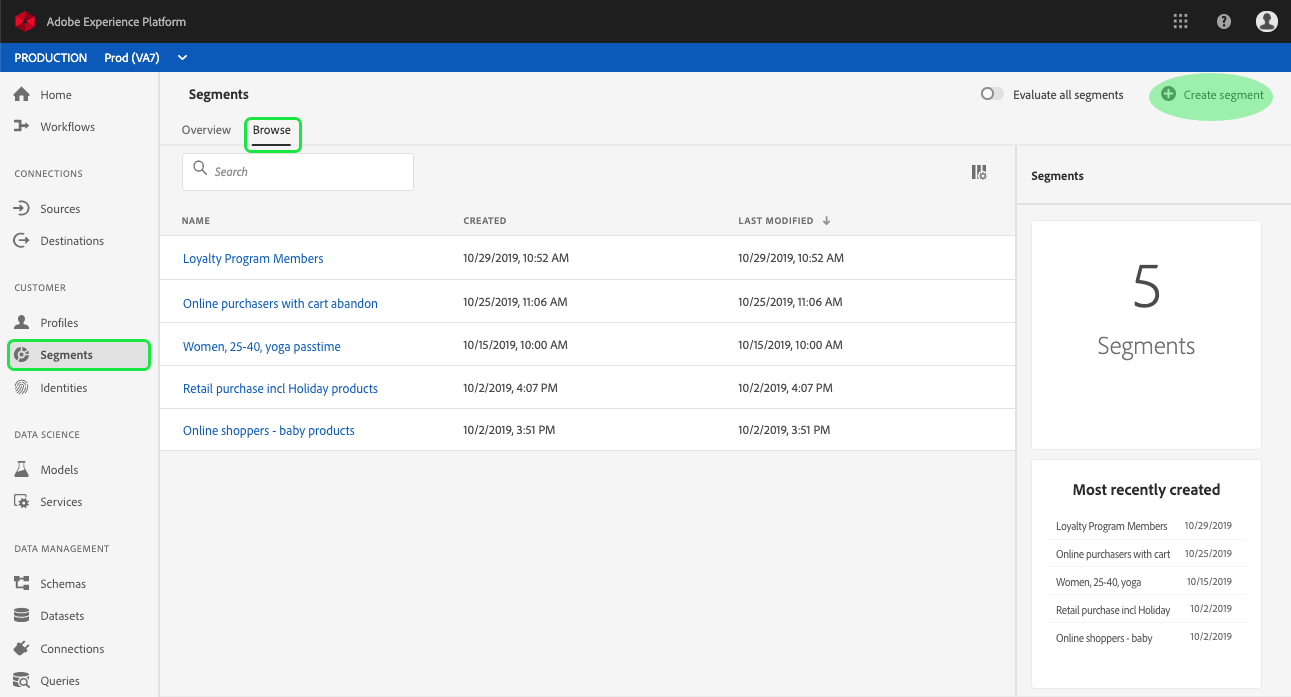 Adobe Experience Platform
PRODUCTION Prod (VA7)
Home
Workflows
CONNECTIONS
Sources
Destinations
CUSTOMER
Profiles
Segments
Identities
DATA SCIENCE
Models
Services
DATA MANAGEMENT
Schemas
Datasets
Connections
Queries
Segments
Evaluate all segments
Create segment
Overview Browse
Search
NAME CREATED LAST MODIFIED
Loyalty Program Members 10/29/2019, 10:52 AM 10/29/2019, 10:52 AM
Online purchasers with cart abandon 10/25/2019, 11:06 AM 10/25/2019, 11:06 AM
Women, 25-40, yoga passtime 10/15/2019, 10:00 AM 10/15/2019, 10:00 AM
Retail purchase incl Holiday products 10/2/2019, 4:07 PM 10/2/2019, 4:07 PM
Online shoppers - baby products 10/2/2019, 3:51 PM 10/2/2019, 3:51 PM
Segments
5
Segments
Most recently created
Loyalty Program Members 10/29/2019
Online purchasers with cart 10/25/2019
Women, 25-40, yoga 10/15/2019
Retail purchase incl Holiday 10/2/2019
Online shoppers - baby 10/2/2019